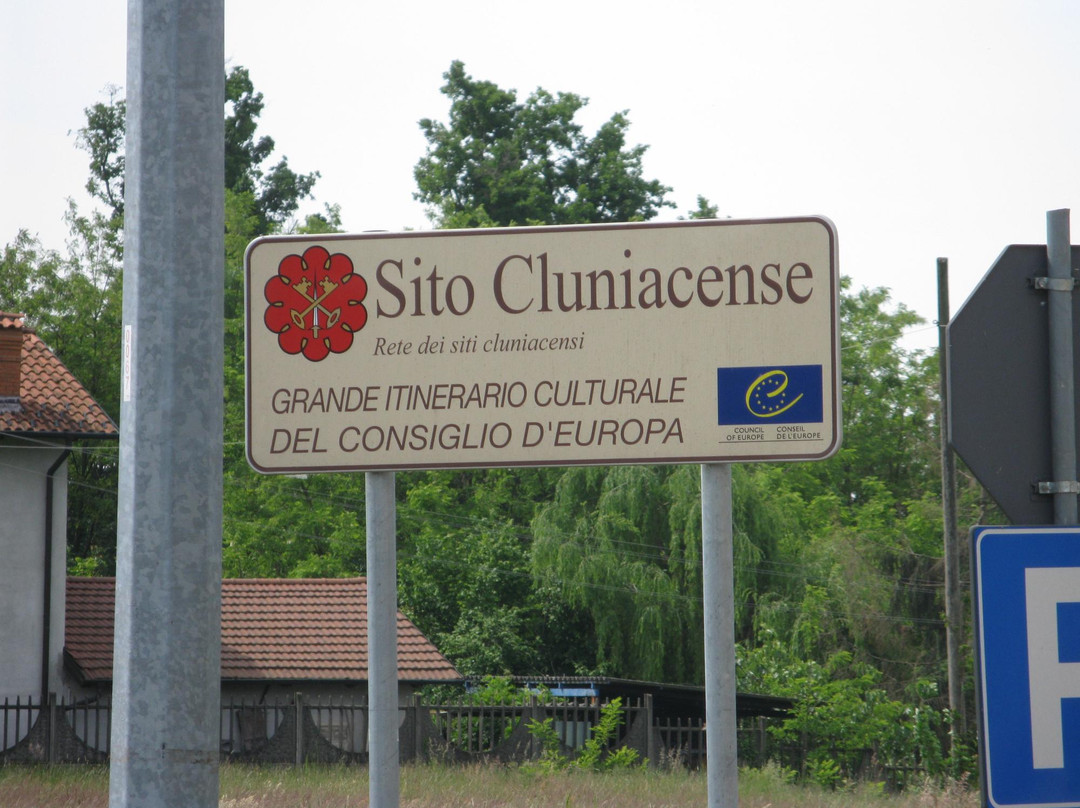 Sito Cluniacense
Rete dei siti cluniacensi
GRANDE ITINERARIO CULTURALE
DEL CONSIGLIO D'EUROPA
COUNCIL OF EUROPE
CONSEIL DE L'EUROPE